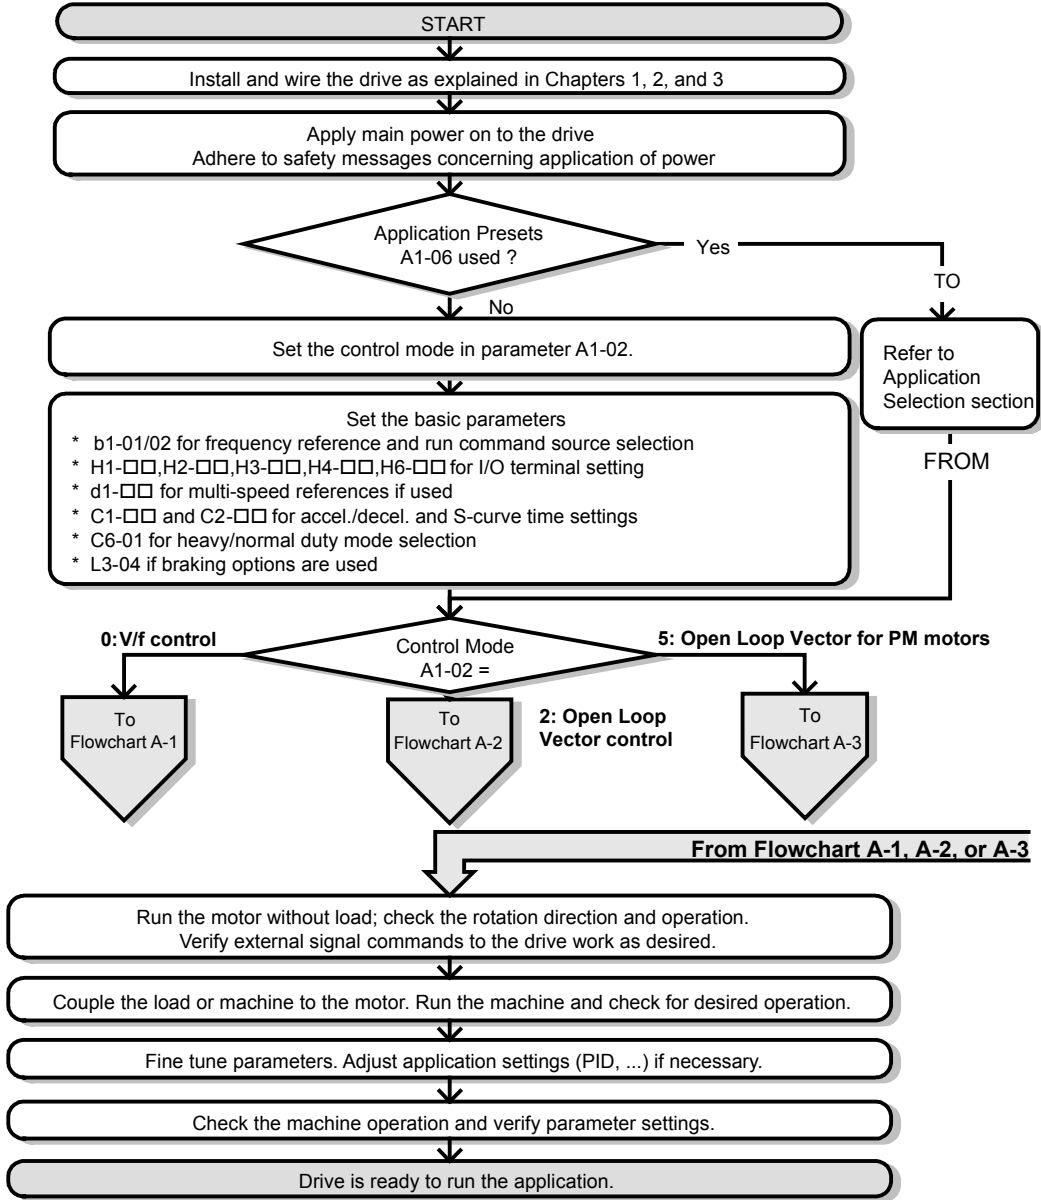 START
Install and wire the drive as explained in Chapters 1, 2, and 3
Apply main power on to the drive
Adhere to safety messages concerning application of power
Application Presets
A1-06 used ?
Yes
TO
No
Set the control mode in parameter A1-02.
Refer to
Application
Selection section
FROM
Set the basic parameters
* b1-01/02 for frequency reference and run command source selection
* H1-□□,H2-□□,H3-□□,H4-□□,H6-□□ for I/O terminal setting
* d1-□□ for multi-speed references if used
* C1-□□ and C2-□□ for accel./decel. and S-curve time settings
* C6-01 for heavy/normal duty mode selection
* L3-04 if braking options are used
0:V/f control
Control Mode
A1-02 =
5: Open Loop Vector for PM motors
To
Flowchart A-1
To
Flowchart A-2
2: Open Loop
Vector control
To
Flowchart A-3
From Flowchart A-1, A-2, or A-3
Run the motor without load; check the rotation direction and operation.
Verify external signal commands to the drive work as desired.
Couple the load or machine to the motor. Run the machine and check for desired operation.
Fine tune parameters. Adjust application settings (PID, ...) if necessary.
Check the machine operation and verify parameter settings.
Drive is ready to run the application.